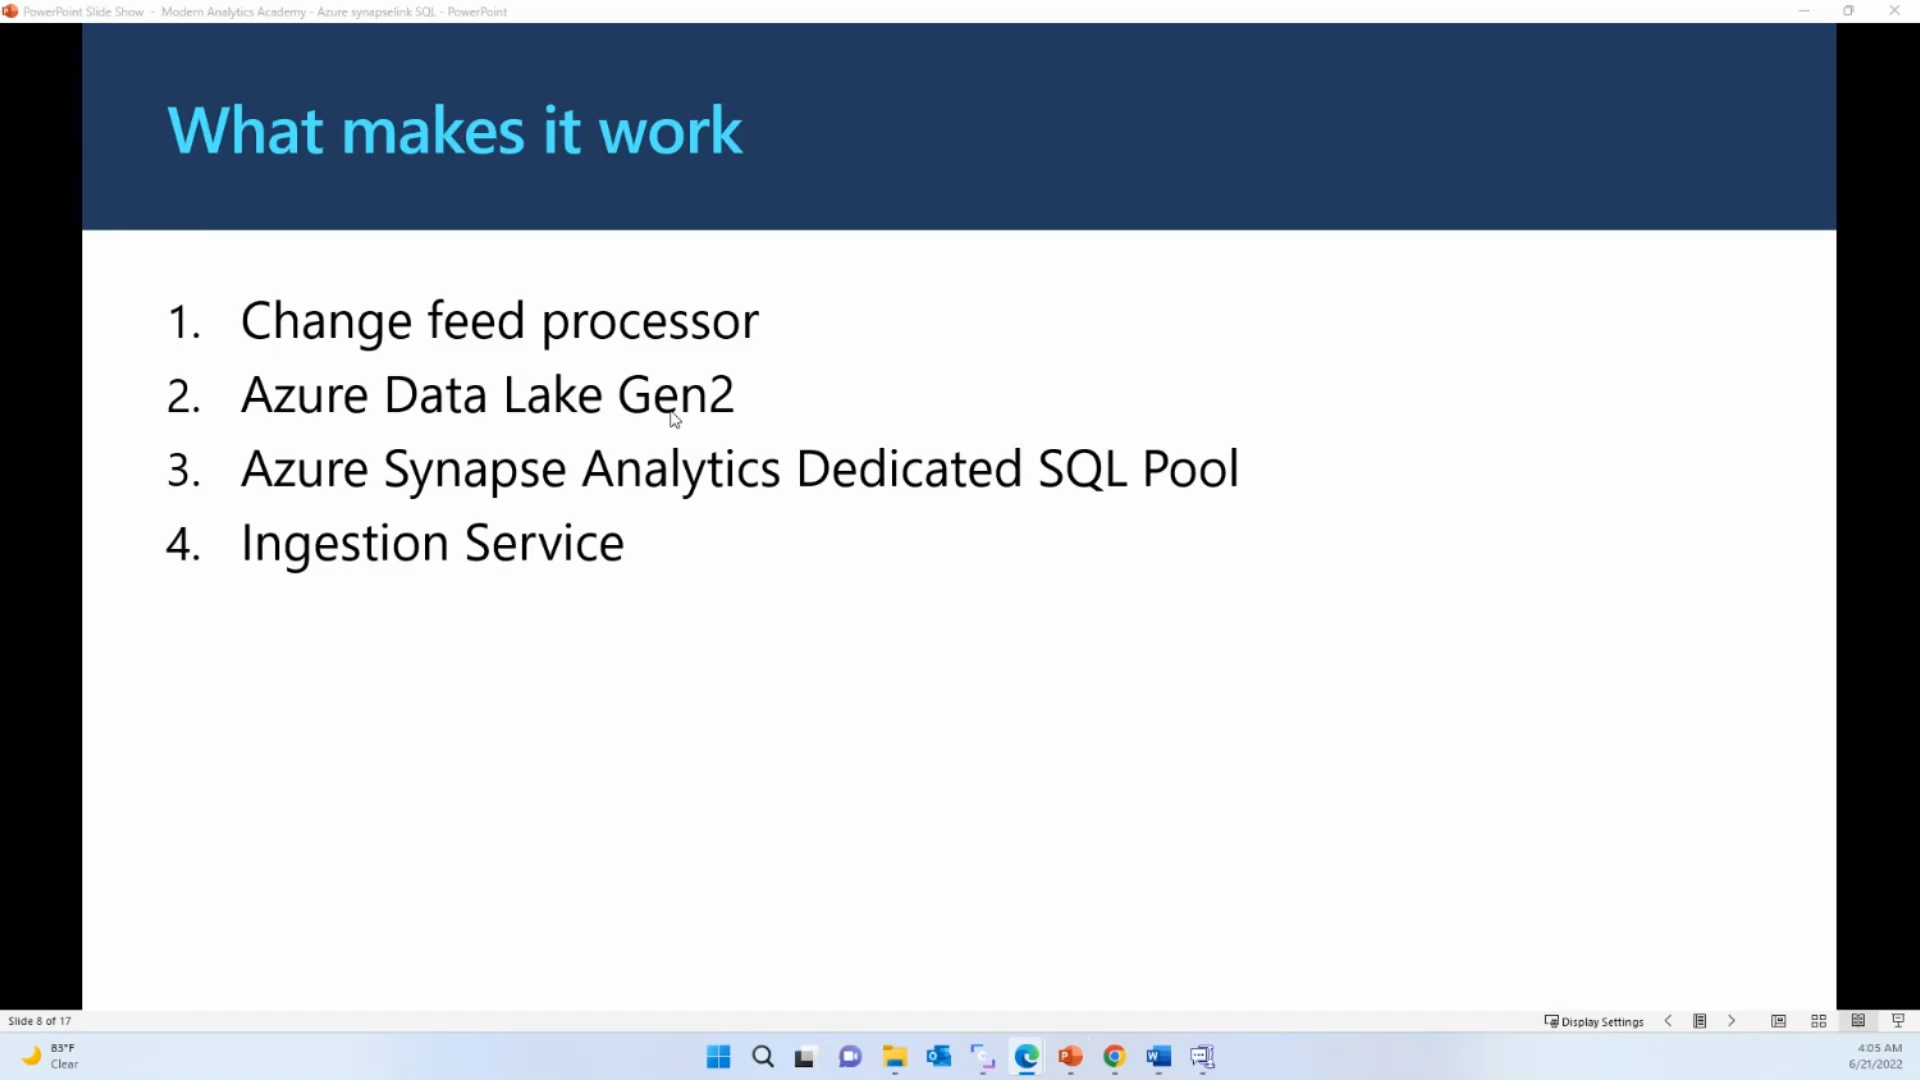 PowerPoint Slide Show - Modern Analytics Academy - Azure synapselink SQL - PowerPoint
What makes it work
1. Change feed processor
2. Azure Data Lake Gen2
3. Azure Synapse Analytics Dedicated SQL Pool
4. Ingestion Service
Slide 8 of 17
Display Settings
83°F
Clear
4:05 AM
6/21/2022